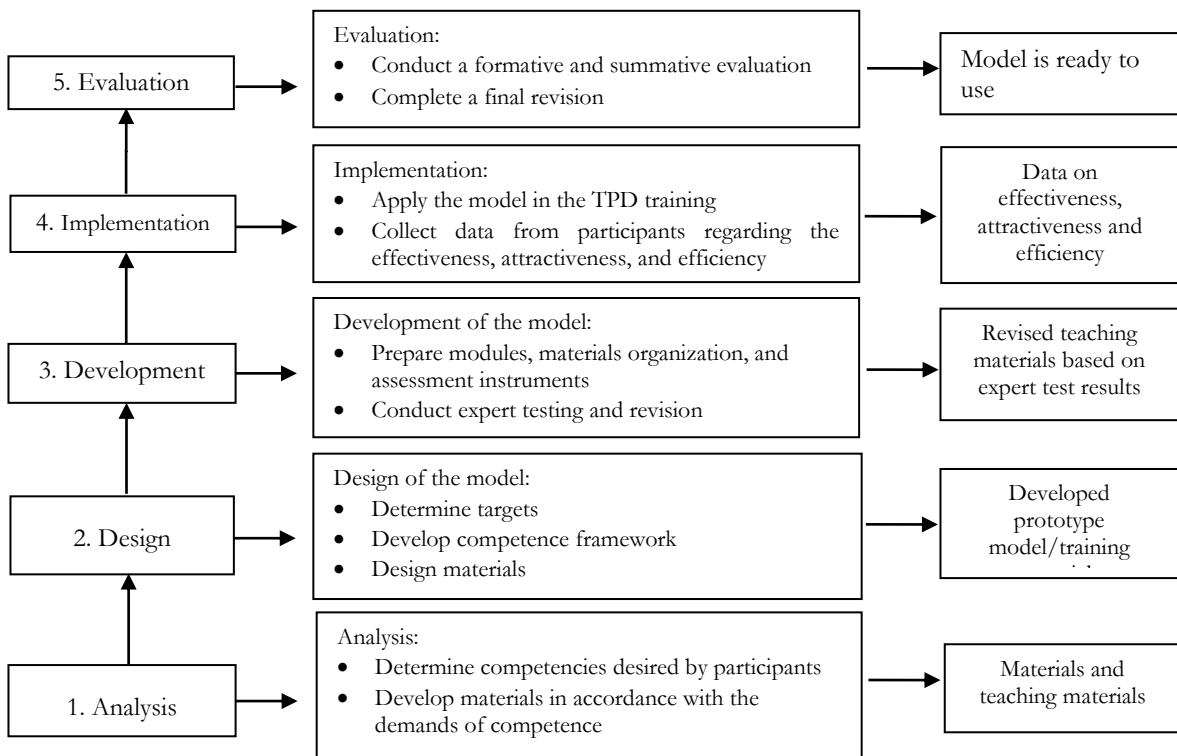 5. Evaluation
Evaluation:
• Conduct a formative and summative evaluation
• Complete a final revision
Model is ready to
use
4. Implementation
Implementation:
• Apply the model in the TPD training
• Collect data from participants regarding the
effectiveness, attractiveness, and efficiency
Data on
effectiveness,
attractiveness and
efficiency
3. Development
Development of the model:
• Prepare modules, materials organization, and
assessment instruments
• Conduct expert testing and revision
Revised teaching
materials based on
expert test results
2. Design
Design of the model:
• Determine targets
• Develop competence framework
• Design materials
Developed
prototype
model/training
1. Analysis
Analysis:
• Determine competencies desired by participants
• Develop materials in accordance with the
demands of competence
Materials and
teaching materials